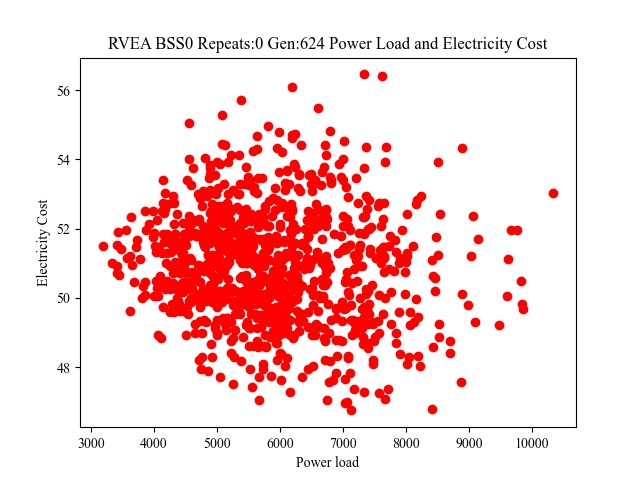 RVEA BSS0 Repeats:0 Gen:624 Power Load and Electricity Cost
56
54
52
50
48
Electricity Cost
3000 4000 5000 6000 7000 8000 9000 10000
Power load